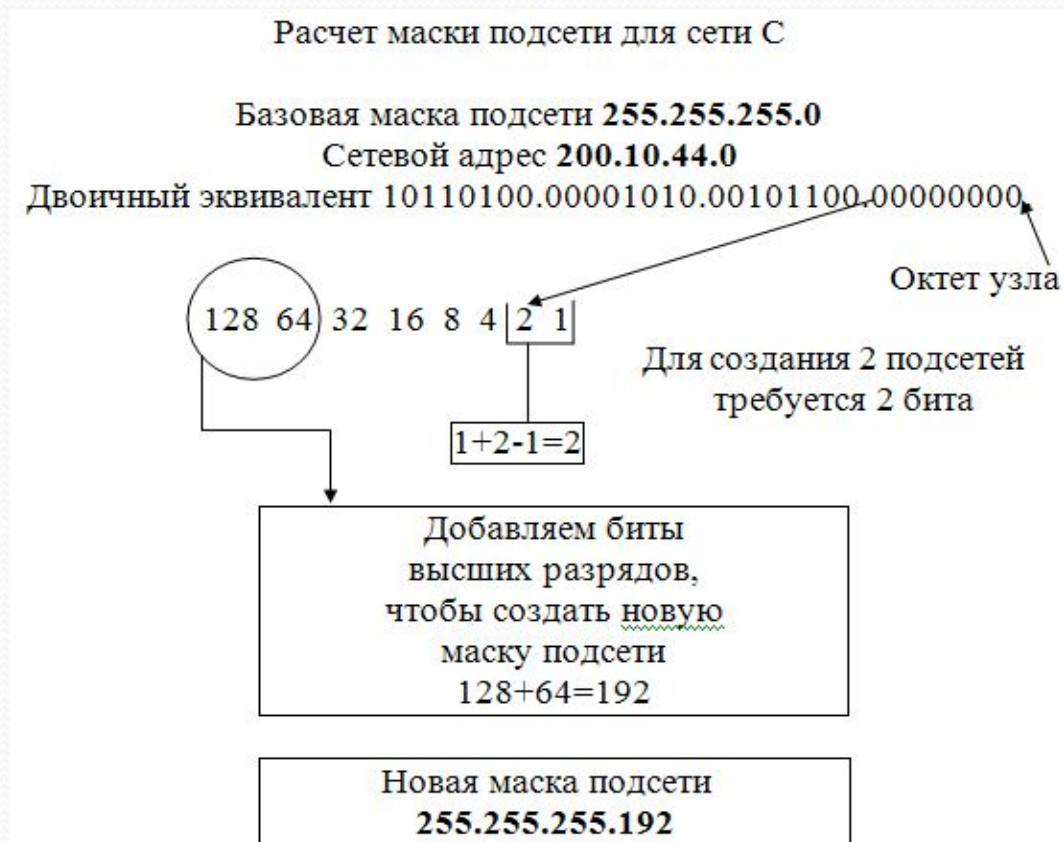 Расчет маски подсети для сети С
Базовая маска подсети 255.255.255.0
Сетевой адрес 200.10.44.0
Двоичный эквивалент 10110100.00001010.00101100.00000000
Октет узла
128 64 32 16 8 4 2 1
Для создания 2 подсетей
требуется 2 бита
1+2-1=2
Добавляем биты
высших разрядов,
чтобы создать новую
маску подсети
128+64=192
Новая маска подсети
255.255.255.192